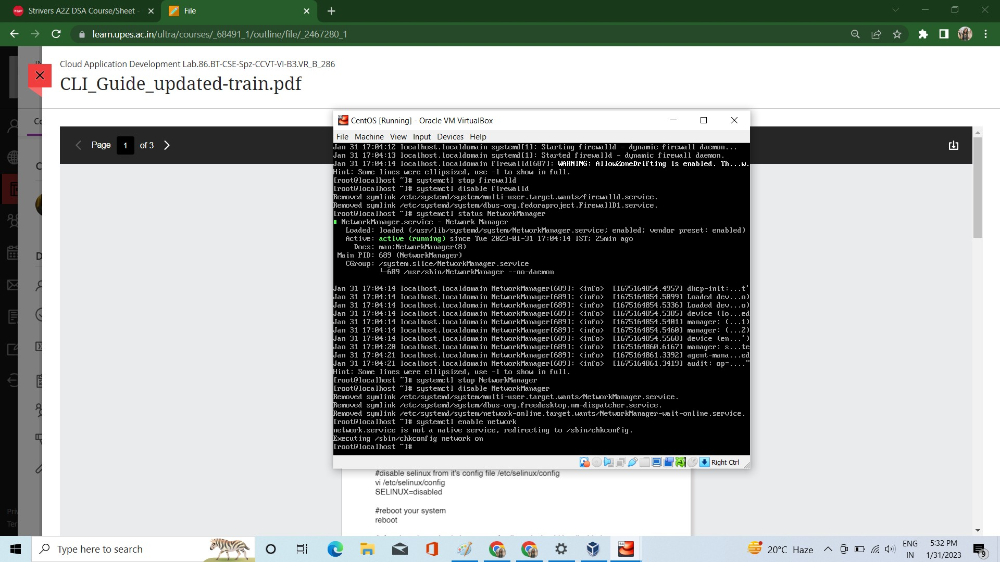 Strivers A2Z DSA Course/Sheet -
File
learn.upes.ac.in/ultra/courses/_68491_1/outline/file/_2467280_1
Cloud Application Development Lab.86.BT-CSE-Spz-CCVT-VI-B3.VR_B_286
CLI_Guide_updated-train.pdf
Page 1 of 3
CentOS [Running] - Oracle VM VirtualBox
File Machine View Input Devices Help
Jan 31 17:04:12 localhost.localdomain systemd[1]: Starting firewalld - dynamic firewall daemon...
Jan 31 17:04:13 localhost.localdomain systemd[1]: Started firewalld - dynamic firewall daemon.
Jan 31 17:04:14 localhost.localdomain firewalld[687]: WARNING: AllowZoneDrifting is enabled. Th...w.
Hint: Some lines were ellipsized, use -l to show in full.
[root@localhost ~]# systemctl stop firewalld
[root@localhost ~]# systemctl disable firewalld
Removed symlink /etc/systemd/system/multi-user.target.wants/firewalld.service.
Removed symlink /etc/systemd/system/dbus-org.fedoraproject.FirewallD1.service.
[root@localhost ~]# systemctl status NetworkManager
NetworkManager.service - Network Manager
Loaded: loaded (/usr/lib/systemd/system/NetworkManager.service; enabled; vendor preset: enabled)
Active: active (running) since Tue 2023-01-31 17:04:14 IST; 25min ago
Docs: man:NetworkManager(8)
Main PID: 689 (NetworkManager)
CGroup: /system.slice/NetworkManager.service
└─689 /usr/sbin/NetworkManager --no-daemon
Jan 31 17:04:14 localhost.localdomain NetworkManager[689]: <info> [1675164854.4957] dhcp-init:...t'
Jan 31 17:04:14 localhost.localdomain NetworkManager[689]: <info> [1675164854.5099] Loaded dev...o)
Jan 31 17:04:14 localhost.localdomain NetworkManager[689]: <info> [1675164854.5336] Loaded dev...o)
Jan 31 17:04:14 localhost.localdomain NetworkManager[689]: <info> [1675164854.5385] device (lo...ed
Jan 31 17:04:14 localhost.localdomain NetworkManager[689]: <info> [1675164854.5401] manager: (...1)
Jan 31 17:04:14 localhost.localdomain NetworkManager[689]: <info> [1675164854.5460] manager: (...2)
Jan 31 17:04:14 localhost.localdomain NetworkManager[689]: <info> [1675164854.5568] device (en...')
Jan 31 17:04:20 localhost.localdomain NetworkManager[689]: <info> [1675164860.6167] manager: s...te
Jan 31 17:04:21 localhost.localdomain NetworkManager[689]: <info> [1675164861.3392] agent-mana...ed
Jan 31 17:04:21 localhost.localdomain NetworkManager[689]: <info> [1675164861.3419] audit: op=...."
Hint: Some lines were ellipsized, use -l to show in full.
[root@localhost ~]# systemctl stop NetworkManager
[root@localhost ~]# systemctl disable NetworkManager
Removed symlink /etc/systemd/system/multi-user.target.wants/NetworkManager.service.
Removed symlink /etc/systemd/system/dbus-org.freedesktop.nm-dispatcher.service.
Removed symlink /etc/systemd/system/network-online.target.wants/NetworkManager-wait-online.service.
[root@localhost ~]# systemctl enable network
network.service is not a native service, redirecting to /sbin/chkconfig.
Executing /sbin/chkconfig network on
[root@localhost ~]#
Right Ctrl
#disable selinux from it's config file /etc/selinux/config
vi /etc/selinux/config
SELINUX=disabled
#reboot your system
reboot
Type here to search
20°C Haze
ENG
IN
5:32 PM
1/31/2023
9